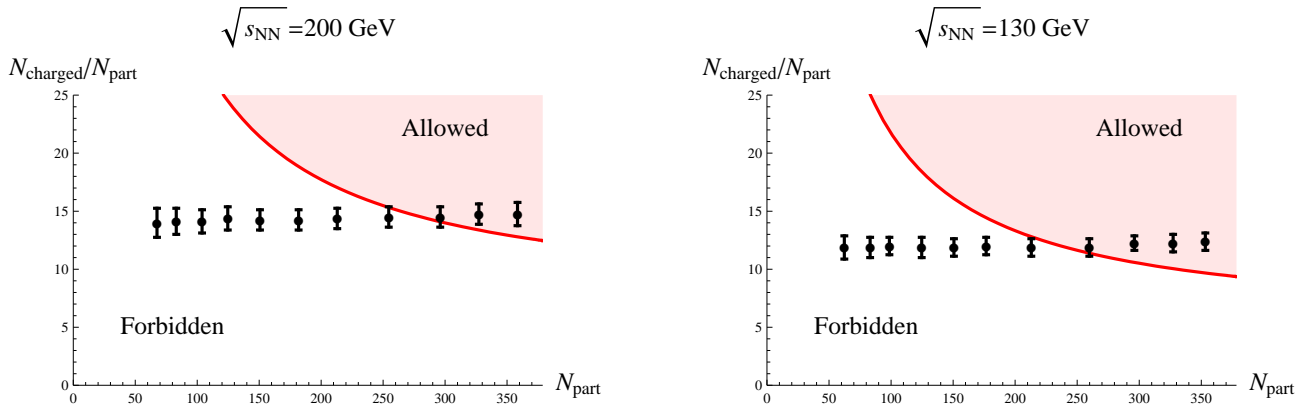 √s_NN =200 GeV
N_charged/N_part
25
20
15
10
5
0
Allowed
Forbidden
0 50 100 150 200 250 300 350
N_part
√s_NN =130 GeV
N_charged/N_part
25
20
15
10
5
0
Allowed
Forbidden
0 50 100 150 200 250 300 350
N_part